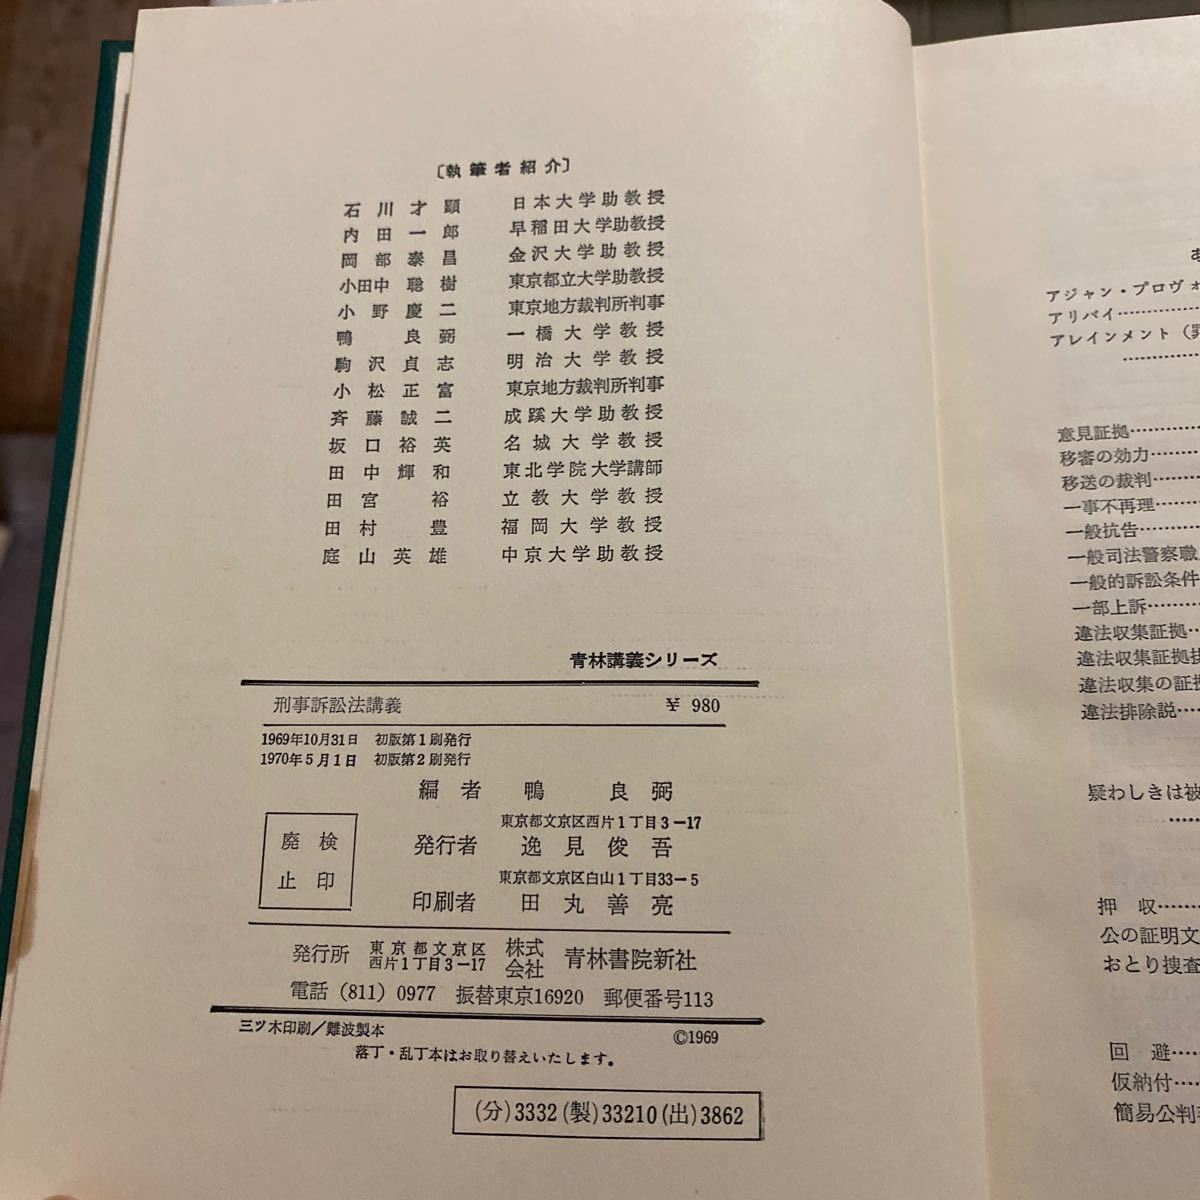 〔執筆者紹介〕
石川才顕 日本大学助教授
内田一郎 早稲田大学助教授
岡部泰昌 金沢大学助教授
小田中聡樹 東京都立大学助教授
小野慶二 東京地方裁判所判事
鴨良弼 一橋大学教授
駒沢貞志 明治大学教授
小松正富 東京地方裁判所判事
斉藤誠二 成蹊大学助教授
坂口裕英 名城大学教授
田中輝和 東北学院大学講師
田宮裕 立教大学教授
田村豊 福岡大学教授
庭山英雄 中京大学助教授
青林講義シリーズ
刑事訴訟法講義 ¥ 980
1969年10月31日 初版第1刷発行
1970年5月1日 初版第2刷発行
編者 鴨良弼
東京都文京区西片1丁目3−17
発行者 逸見俊吾
東京都文京区白山1丁目33−5
印刷者 田丸善亮
廃検
止印
発行所 東京都文京区西片1丁目3−17 株式会社 青林書院新社
電話 (811) 0977 振替東京16920 郵便番号113
三ツ木印刷/難波製本 ©1969
落丁・乱丁本はお取り替えいたします。
(分)3332(製)33210(出)3862
あ
アジャン・プロヴォ
アリバイ…………
アレインメント（罪
…………
意見証拠…………
移審の効力…………
移送の裁判…………
一事不再理…………
一般抗告…………
一般司法警察職
一般的訴訟条件
一部上訴…………
違法収集証拠…
違法収集証拠排
違法収集の証拠
違法排除説……
疑わしきは被
……
押収………
公の証明文
おとり捜査
回避……
仮納付……
簡易公判手